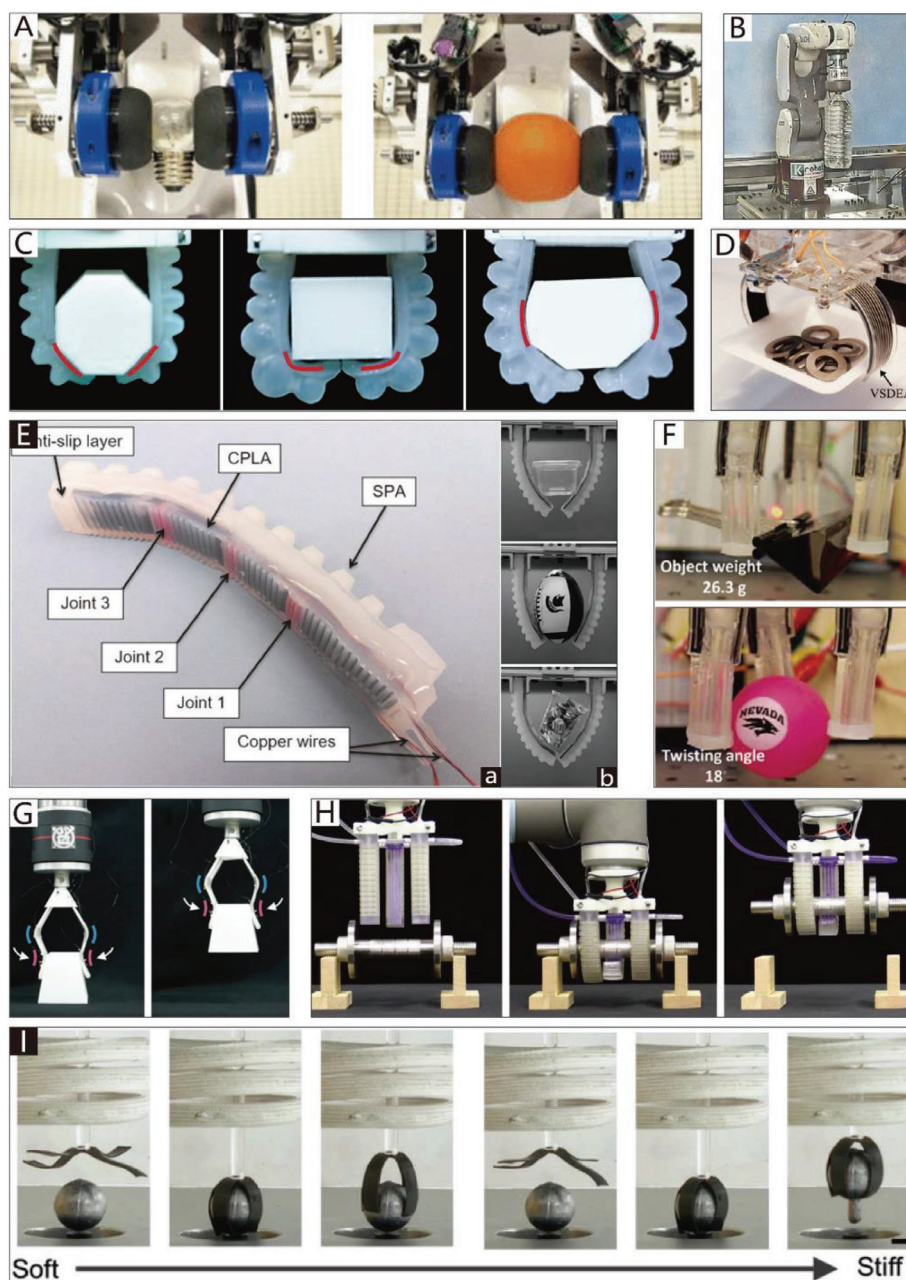 A
B
C
D
VSDEA
E
nti-slip layer
CPLA
SPA
Joint 3
Joint 2
Joint 1
Copper wires
a
b
F
Object weight
26.3 g
NEVADA
Twisting angle
18°
G
H
I
Soft
Stiff